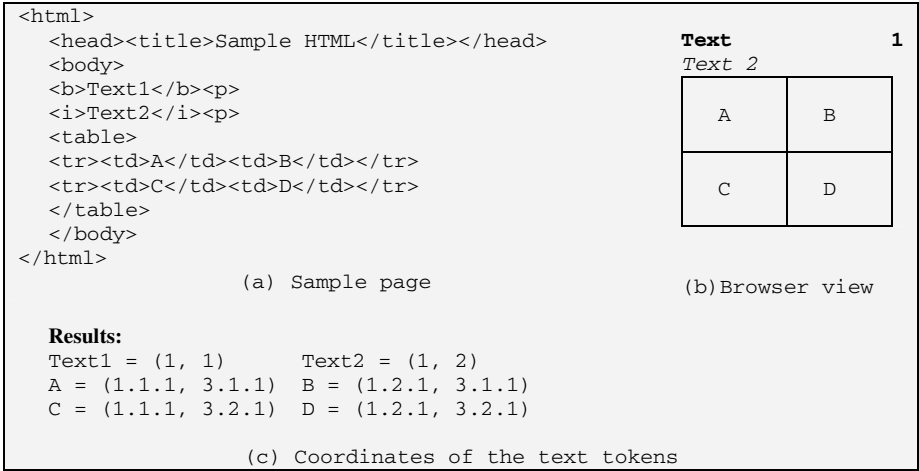 <html>
<head><title>Sample HTML</title></head>
<body>
<b>Text1</b><p>
<i>Text2</i><p>
<table>
<tr><td>A</td><td>B</td></tr>
<tr><td>C</td><td>D</td></tr>
</table>
</body>
</html>
(a) Sample page
Text 1
Text 2
A B
C D
(b)Browser view
Results:
Text1 = (1, 1) Text2 = (1, 2)
A = (1.1.1, 3.1.1) B = (1.2.1, 3.1.1)
C = (1.1.1, 3.2.1) D = (1.2.1, 3.2.1)
(c) Coordinates of the text tokens